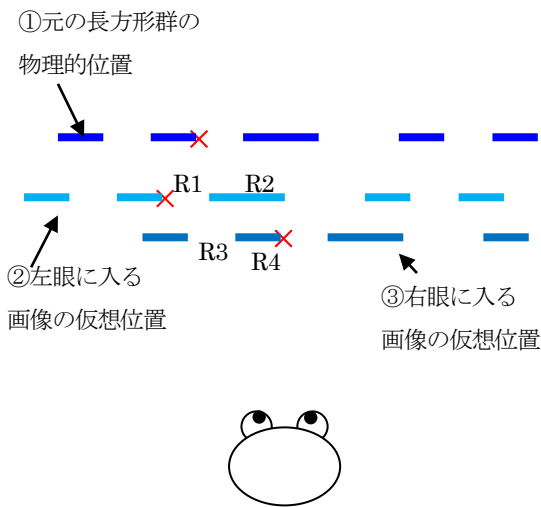 ①元の長方形群の
物理的位置
R1
R2
R3
R4
②左眼に入る
画像の仮想位置
③右眼に入る
画像の仮想位置